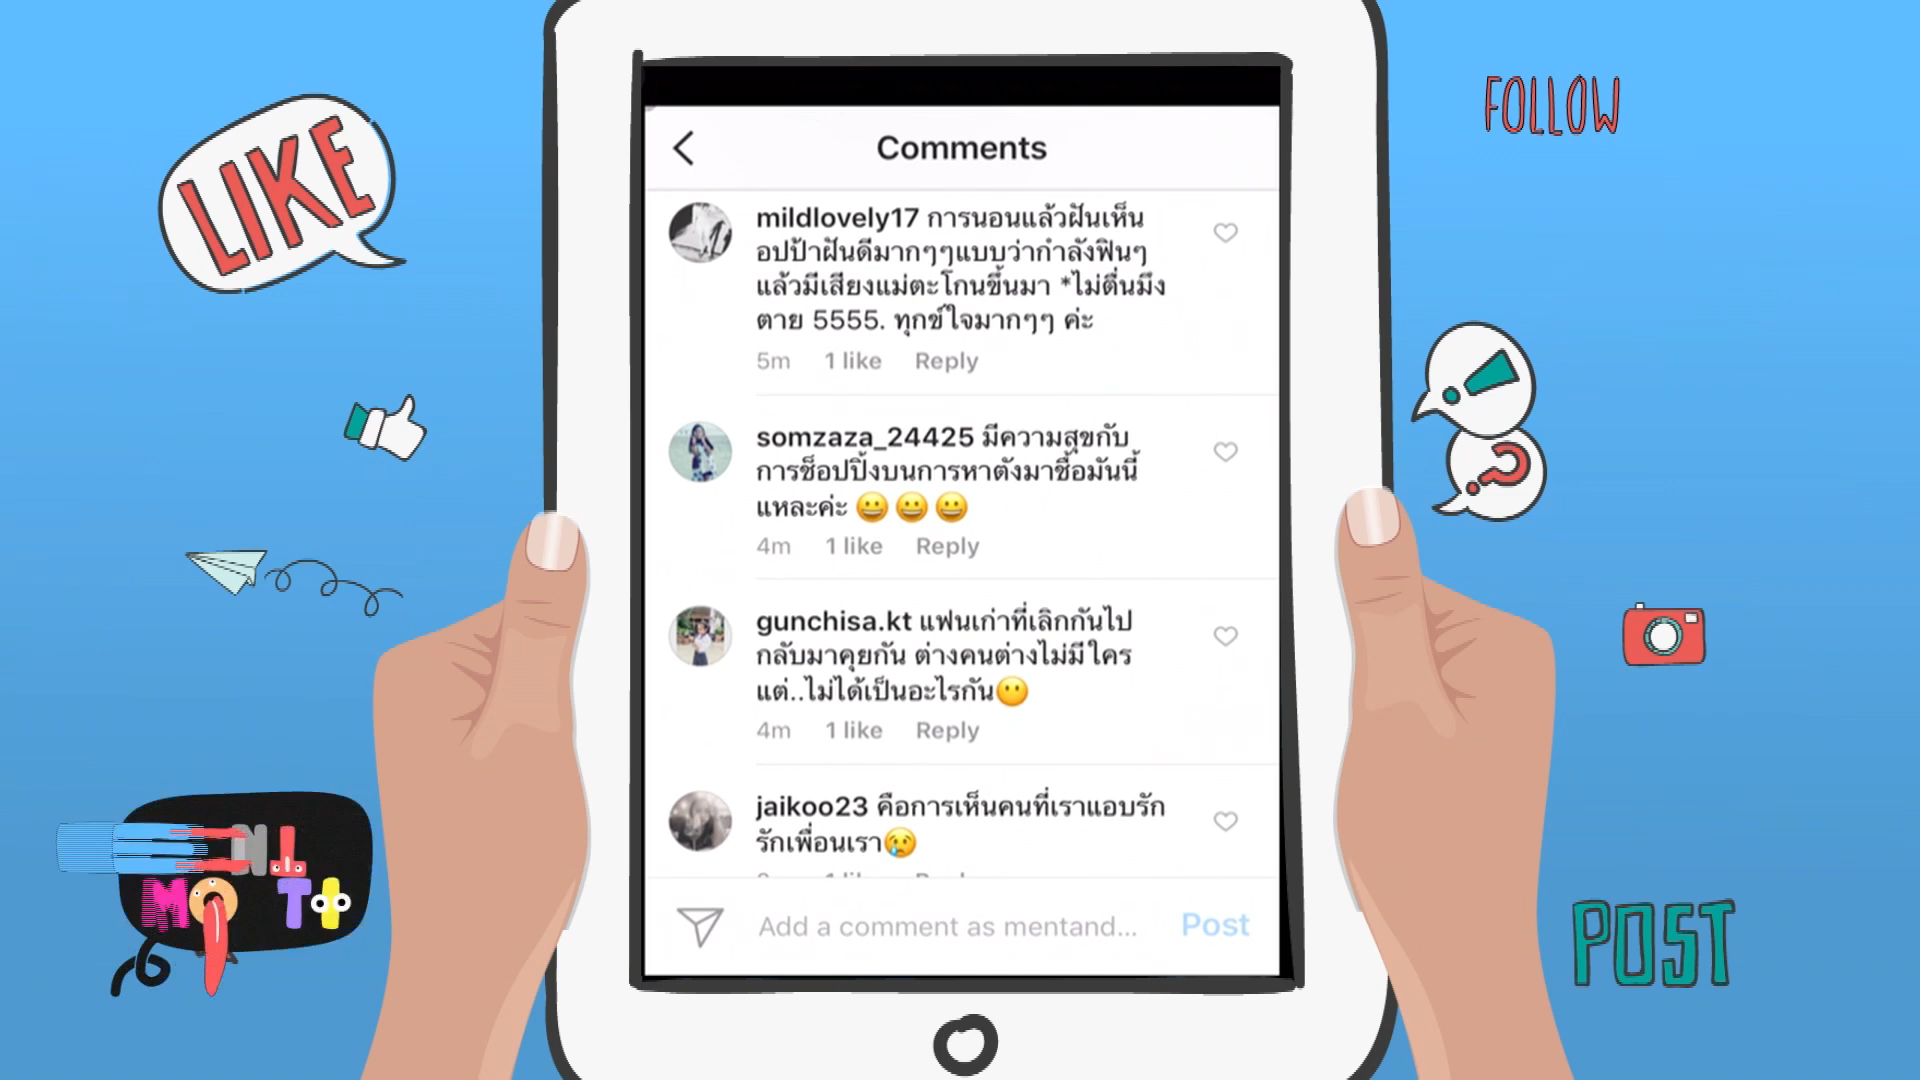 LIKE
FOLLOW
Comments
mildlovely17 การนอนแล้วฝันเห็น
อปป้าฝันดีมากๆๆแบบว่ากำลังฟินๆ
แล้วมีเสียงแม่ตะโกนขึ้นมา *ไม่ตื่นมึง
ตาย 5555. ทุกข์ใจมากๆๆ ค่ะ
5m 1 like Reply
somzaza_24425 มีความสุขกับ
การช็อปปิ้งบนการหาตังมาชื้อมันนี้
แหละค่ะ 😀 😀 😀
4m 1 like Reply
gunchisa.kt แฟนเก่าที่เลิกกันไป
กลับมาคุยกัน ต่างคนต่างไม่มีใคร
แต่..ไม่ได้เป็นอะไรกัน😶
4m 1 like Reply
jaikoo23 คือการเห็นคนที่เราแอบรัก
รักเพื่อนเรา😢
Add a comment as mentand...
Post
POST